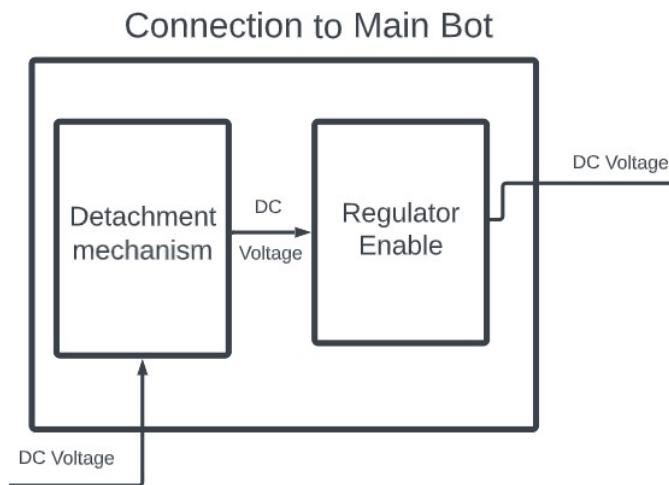 Connection to Main Bot
Detachment
mechanism
DC
Voltage
Regulator
Enable
DC Voltage
DC Voltage